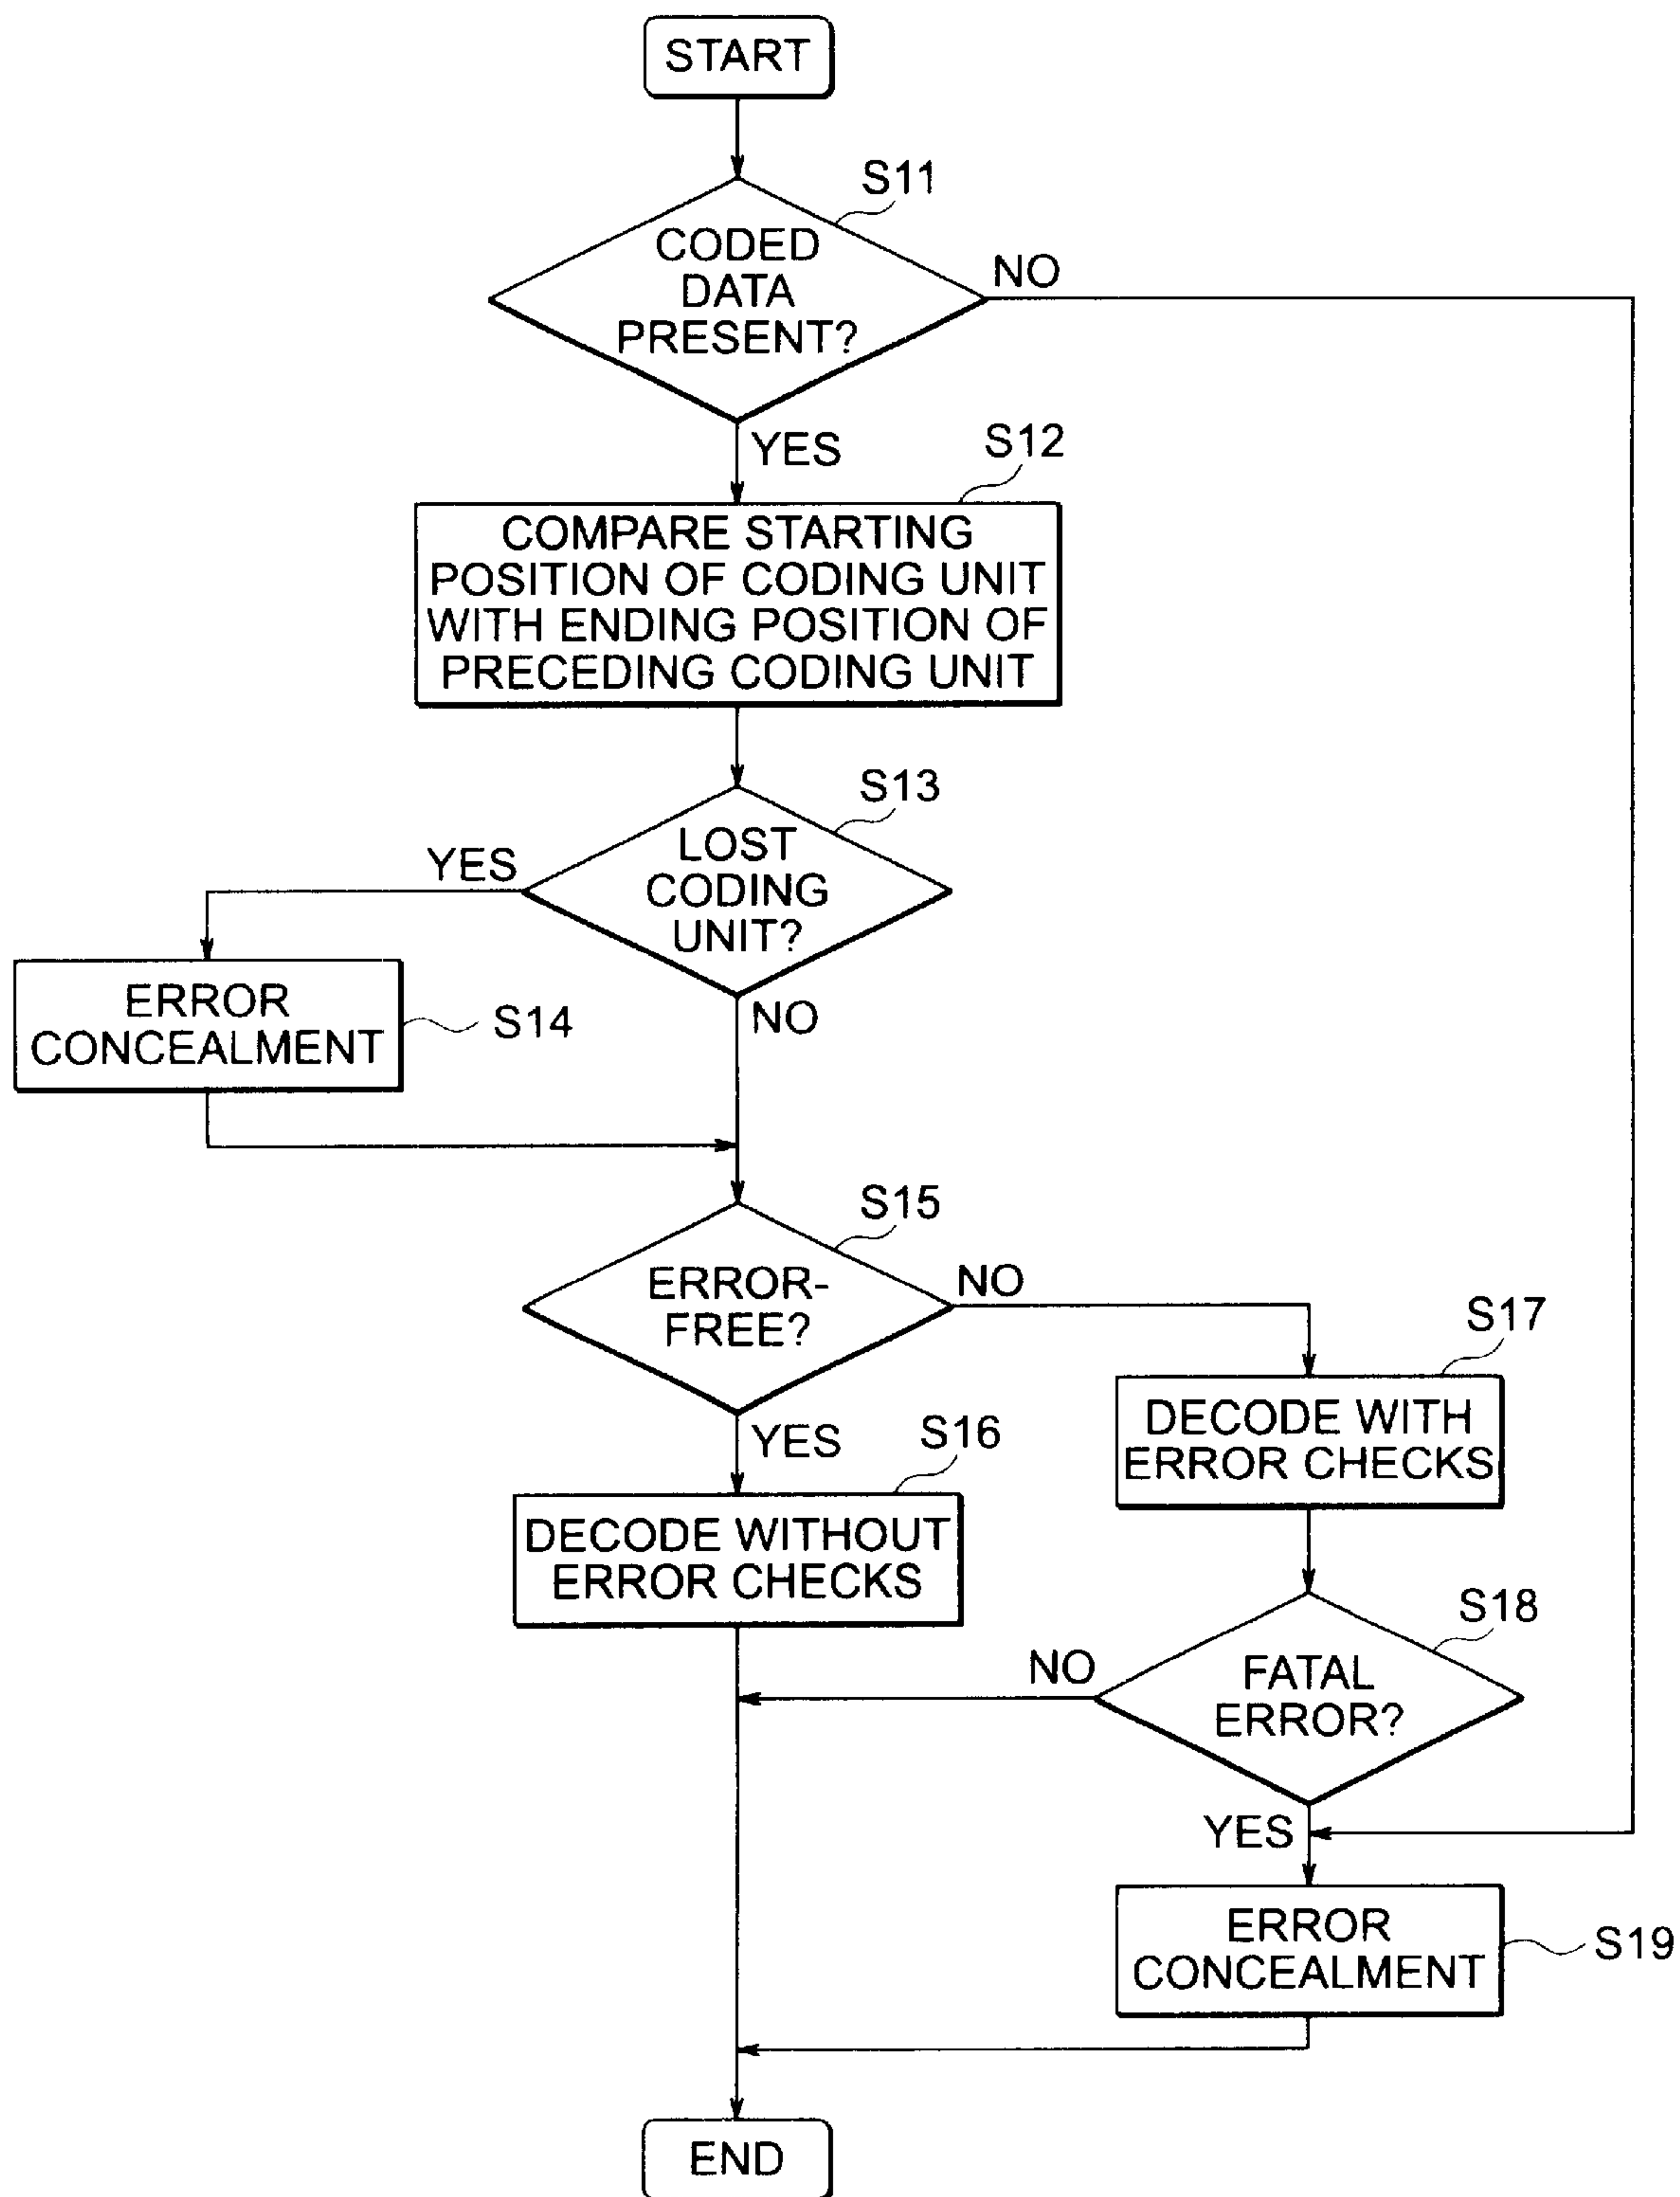 START
S11
CODED
DATA
PRESENT?
NO
YES
S12
COMPARE STARTING
POSITION OF CODING UNIT
WITH ENDING POSITION OF
PRECEDING CODING UNIT
S13
LOST
CODING
UNIT?
YES
NO
ERROR
CONCEALMENT
S14
S15
ERROR-
FREE?
NO
YES
S17
DECODE WITH
ERROR CHECKS
S16
DECODE WITHOUT
ERROR CHECKS
S18
FATAL
ERROR?
NO
YES
ERROR
CONCEALMENT
S19
END